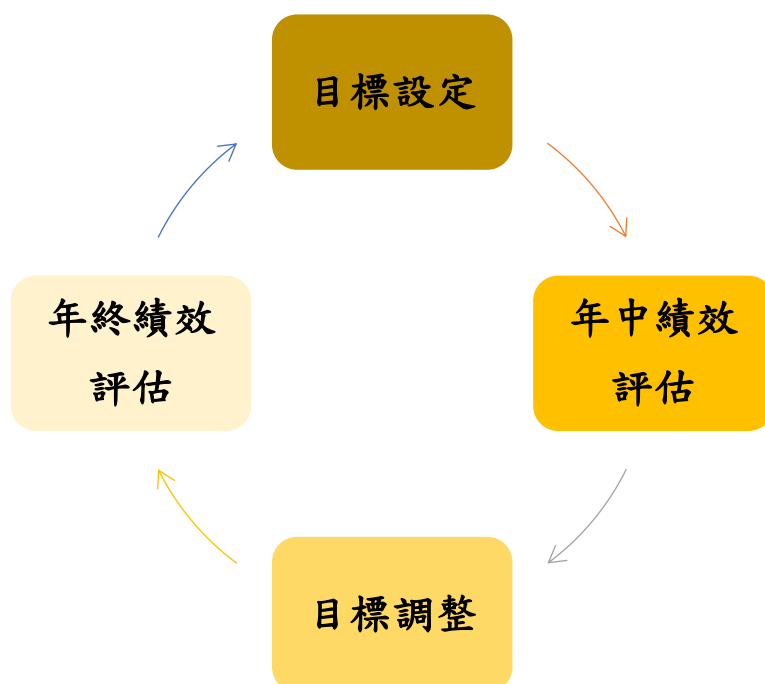 目標設定
年終績效
評估
年中績效
評估
目標調整